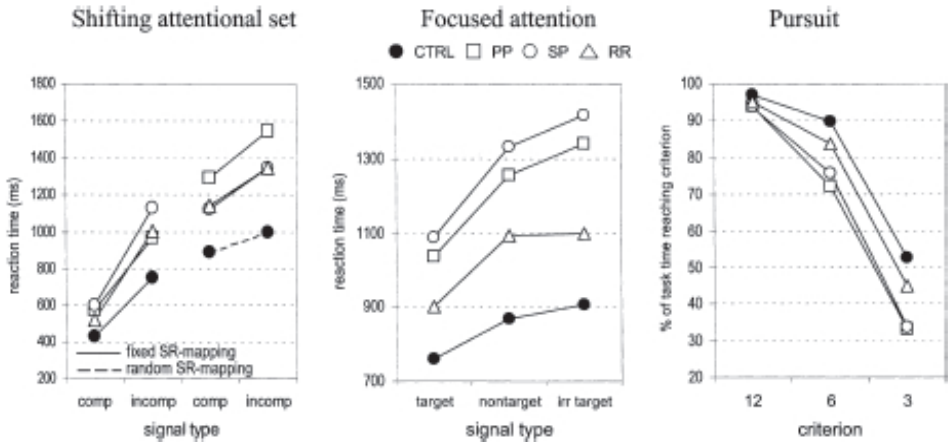 Shifting attentional set
Focused attention
Pursuit
CTRL PP SP RR
1800
1600
1400
1200
1000
800
600
400
200
reaction time (ms)
fixed SR-mapping
random SR-mapping
comp incomp comp incomp
signal type
1500
1300
1100
900
700
reaction time (ms)
target nontarget irr target
signal type
100
90
80
70
60
50
40
30
20
% of task time reaching criterion
12 6 3
criterion